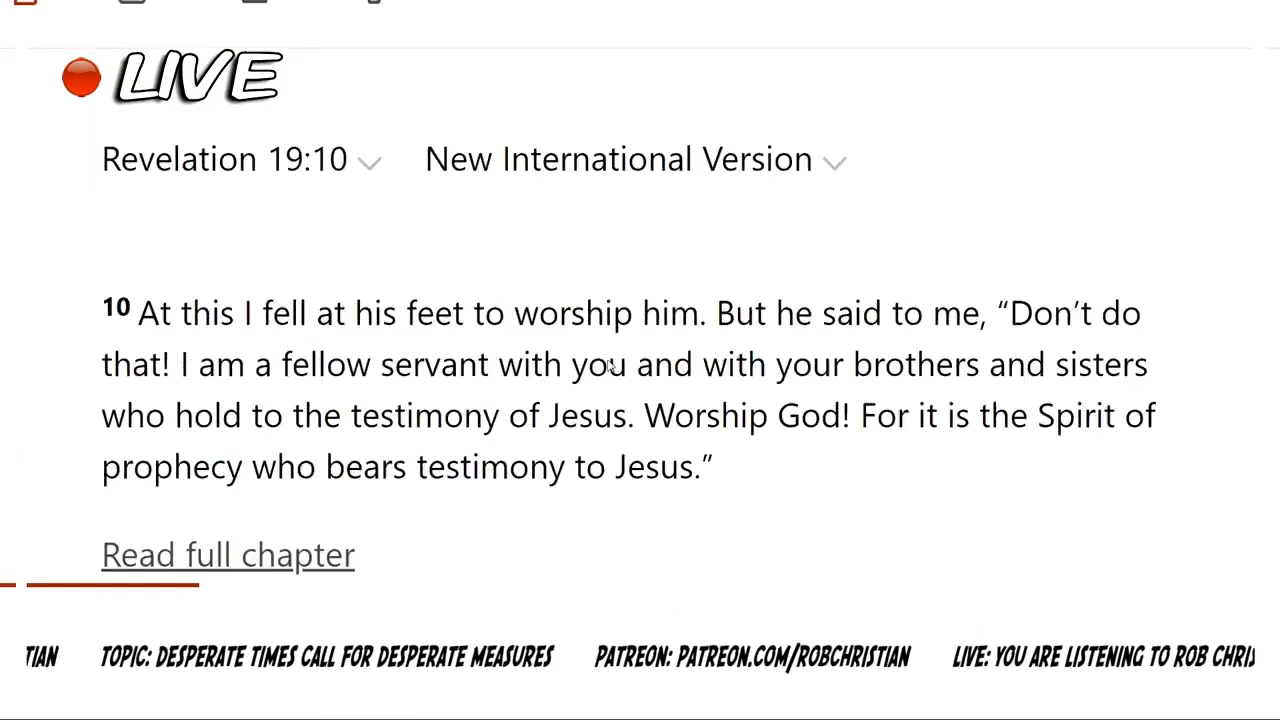 LIVE
Revelation 19:10 New International Version
10 At this I fell at his feet to worship him. But he said to me, “Don’t do
that! I am a fellow servant with you and with your brothers and sisters
who hold to the testimony of Jesus. Worship God! For it is the Spirit of
prophecy who bears testimony to Jesus.”
Read full chapter
TIAN TOPIC: DESPERATE TIMES CALL FOR DESPERATE MEASURES PATREON: PATREON.COM/ROBCHRISTIAN LIVE: YOU ARE LISTENING TO ROB CHRIS